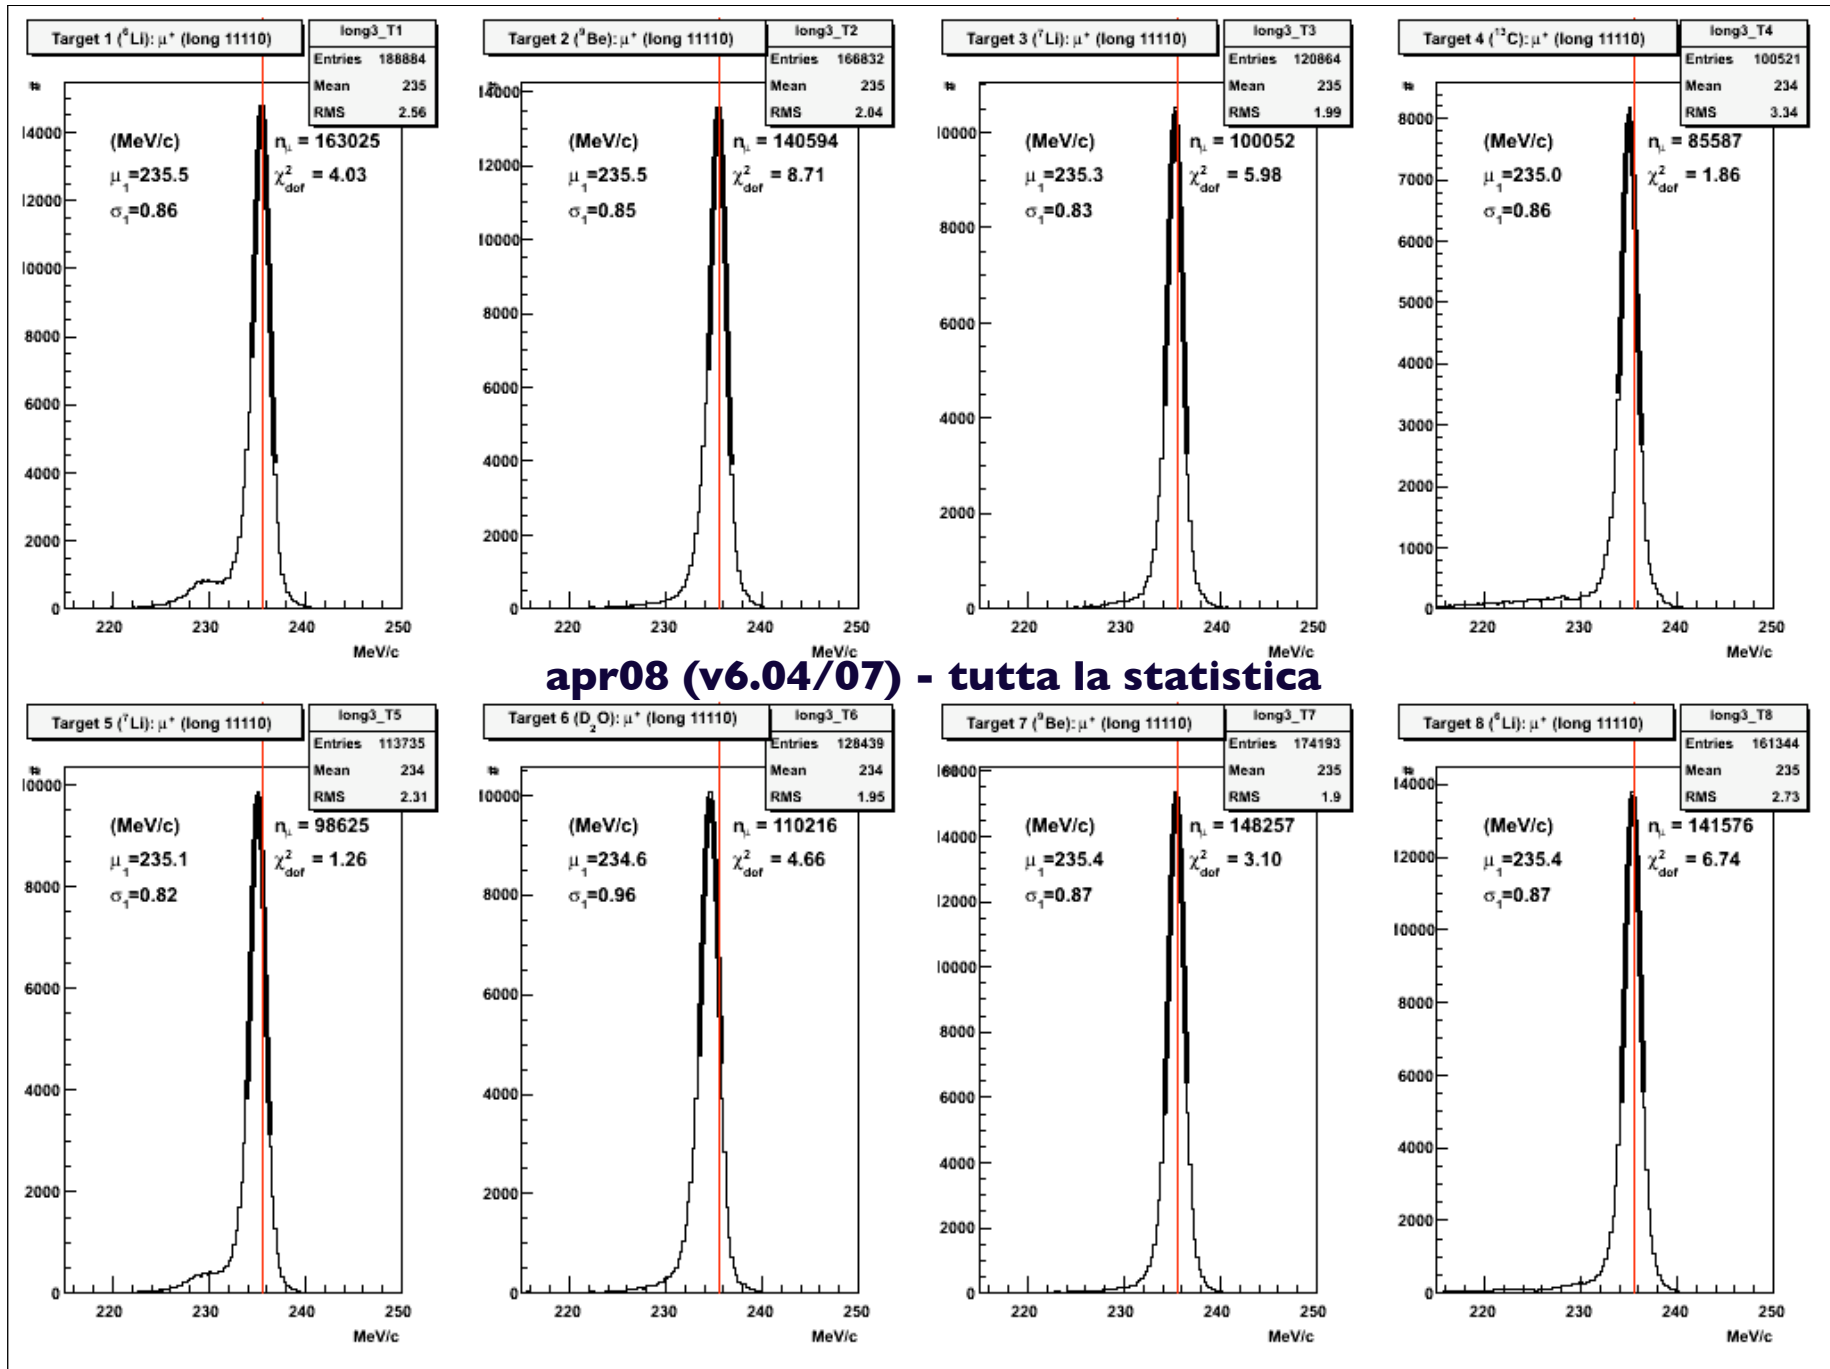 Target 1 (⁶Li): μ⁺ (long 11110)
long3_T1
Entries 188884
Mean 235
RMS 2.56
#
(MeV/c)
n_μ = 163025
μ₁=235.5
χ²_dof = 4.03
σ₁=0.86
14000
12000
10000
8000
6000
4000
2000
0
220 230 240 250
MeV/c
Target 2 (⁹Be): μ⁺ (long 11110)
long3_T2
Entries 166832
Mean 235
RMS 2.04
#
(MeV/c)
n_μ = 140594
μ₁=235.5
χ²_dof = 8.71
σ₁=0.85
14000
12000
10000
8000
6000
4000
2000
0
220 230 240 250
MeV/c
Target 3 (⁷Li): μ⁺ (long 11110)
long3_T3
Entries 120864
Mean 235
RMS 1.99
#
(MeV/c)
n_μ = 100052
μ₁=235.3
χ²_dof = 5.98
σ₁=0.83
10000
8000
6000
4000
2000
0
220 230 240 250
MeV/c
Target 4 (¹³C): μ⁺ (long 11110)
long3_T4
Entries 100521
Mean 234
RMS 3.34
#
(MeV/c)
n_μ = 85587
μ₁=235.0
χ²_dof = 1.86
σ₁=0.86
8000
7000
6000
5000
4000
3000
2000
1000
0
220 230 240 250
MeV/c
apr08 (v6.04/07) - tutta la statistica
Target 5 (⁷Li): μ⁺ (long 11110)
long3_T5
Entries 113735
Mean 234
RMS 2.31
#
(MeV/c)
n_μ = 98625
μ₁=235.1
χ²_dof = 1.26
σ₁=0.82
10000
8000
6000
4000
2000
0
220 230 240 250
MeV/c
Target 6 (D₂O): μ⁺ (long 11110)
long3_T6
Entries 128439
Mean 234
RMS 1.95
#
(MeV/c)
n_μ = 110216
μ₁=234.6
χ²_dof = 4.66
σ₁=0.96
10000
8000
6000
4000
2000
0
220 230 240 250
MeV/c
Target 7 (⁹Be): μ⁺ (long 11110)
long3_T7
Entries 174193
Mean 235
RMS 1.9
#
(MeV/c)
n_μ = 148257
μ₁=235.4
χ²_dof = 3.10
σ₁=0.87
16000
14000
12000
10000
8000
6000
4000
2000
0
220 230 240 250
MeV/c
Target 8 (⁶Li): μ⁺ (long 11110)
long3_T8
Entries 161344
Mean 235
RMS 2.73
#
(MeV/c)
n_μ = 141576
μ₁=235.4
χ²_dof = 6.74
σ₁=0.87
14000
12000
10000
8000
6000
4000
2000
0
220 230 240 250
MeV/c